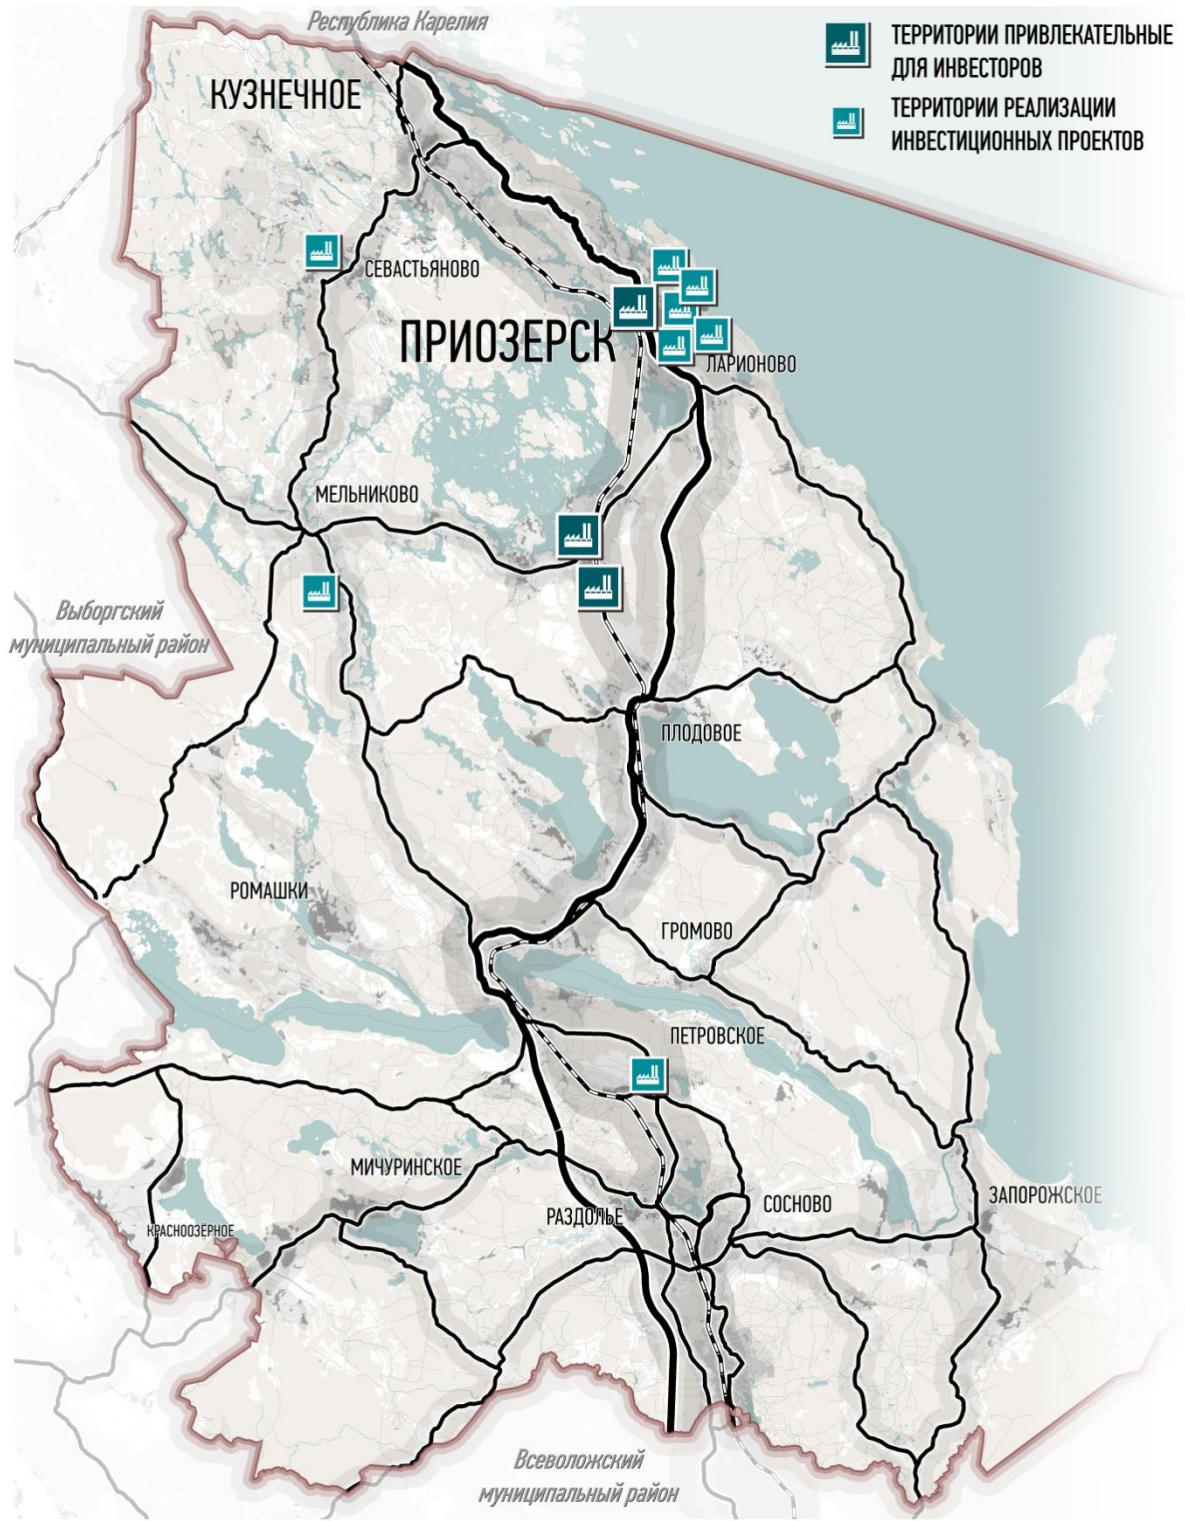 Республика Карелия
ТЕРРИТОРИИ ПРИВЛЕКАТЕЛЬНЫЕ
ДЛЯ ИНВЕСТОРОВ
КУЗНЕЧНОЕ
ТЕРРИТОРИИ РЕАЛИЗАЦИИ
ИНВЕСТИЦИОННЫХ ПРОЕКТОВ
СЕВАСТЬЯНОВО
ПРИОЗЕРСК
ЛАРИОНОВО
МЕЛЬНИКОВО
Выборгский
муниципальный район
ПЛОДОВОЕ
РОМАШКИ
ГРОМОВО
ПЕТРОВСКОЕ
МИЧУРИНСКОЕ
ЗАПОРОЖСКОЕ
СОСНОВО
РАЗДОЛЬЕ
КРАСНООЗЁРНОЕ
Всеволожский
муниципальный район